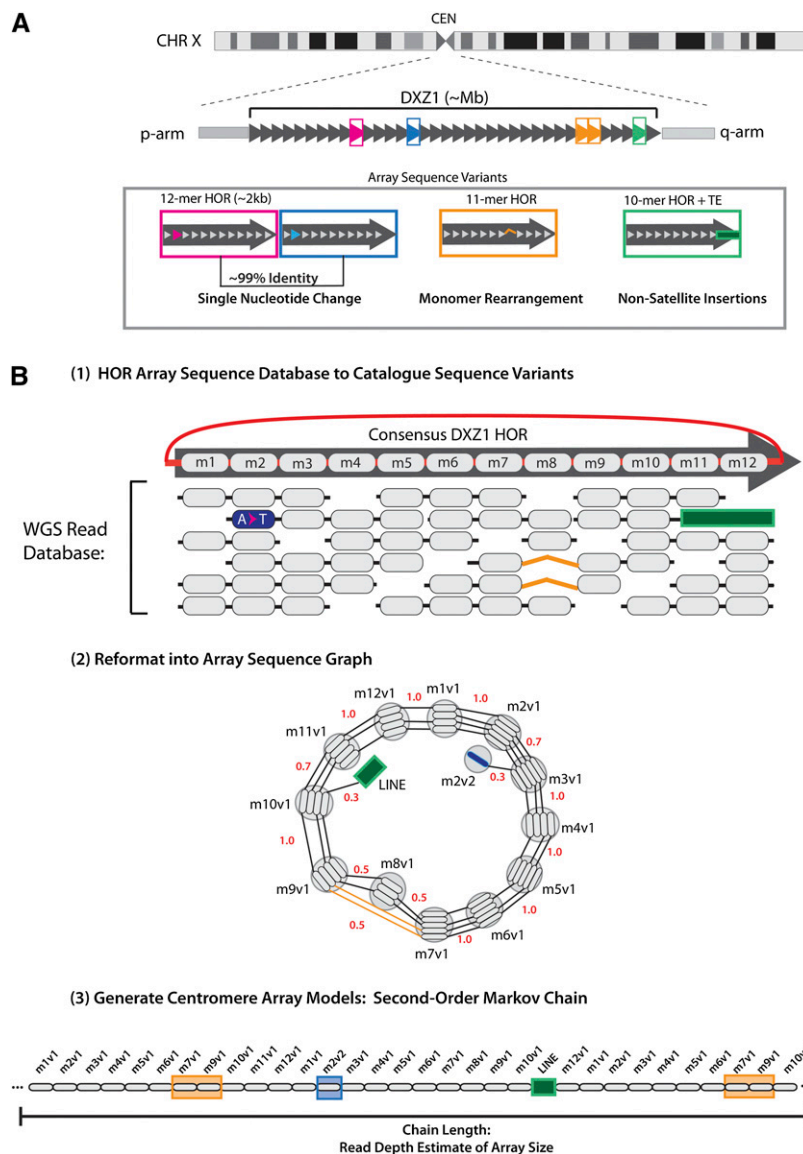 A
CEN
CHR X
DXZ1 (~Mb)
p-arm
q-arm
Array Sequence Variants
12-mer HOR (~2kb)
11-mer HOR
10-mer HOR + TE
~99% Identity
Single Nucleotide Change
Monomer Rearrangement
Non-Satellite Insertions
B
(1) HOR Array Sequence Database to Catalogue Sequence Variants
Consensus DXZ1 HOR
m1 m2 m3 m4 m5 m6 m7 m8 m9 m10 m11 m12
WGS Read
Database:
A T
(2) Reformat into Array Sequence Graph
m12v1 1.0 m1v1 1.0 m2v1
1.0
m11v1
0.7
LINE
m2v2
0.3
m3v1
0.7
m10v1
0.3
1.0
m4v1
1.0
1.0
m9v1
0.5
m8v1
0.5
m5v1
0.5
1.0
m6v1
1.0
m7v1
(3) Generate Centromere Array Models: Second-Order Markov Chain
m1v1 m2v1 m3v1 m4v1 m5v1 m6v1 m7v1 m9v1 m10v1 m11v1 m12v1 m1v1 m2v2 m3v1 m4v1 m5v1 m6v1 m7v1 m8v1 m9v1 m10v1 LINE m12v1 m1v1 m2v1 m3v1 m4v1 m5v1 m6v1 m7v1 m9v1
...
Chain Length:
Read Depth Estimate of Array Size